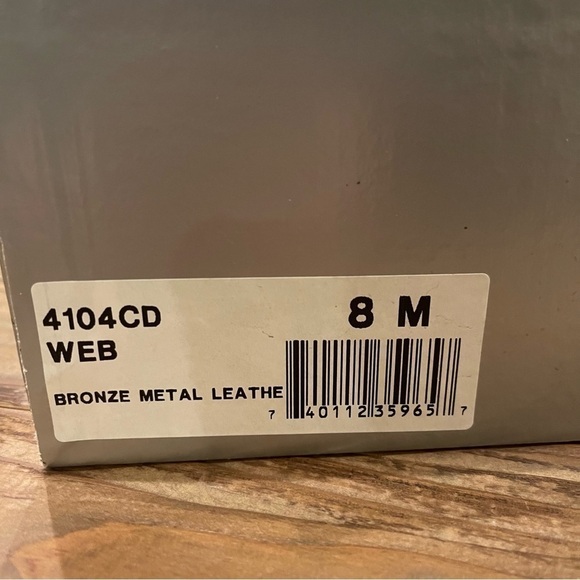 4104CD 8 M
WEB
BRONZE METAL LEATHE
7 40112 35965 7